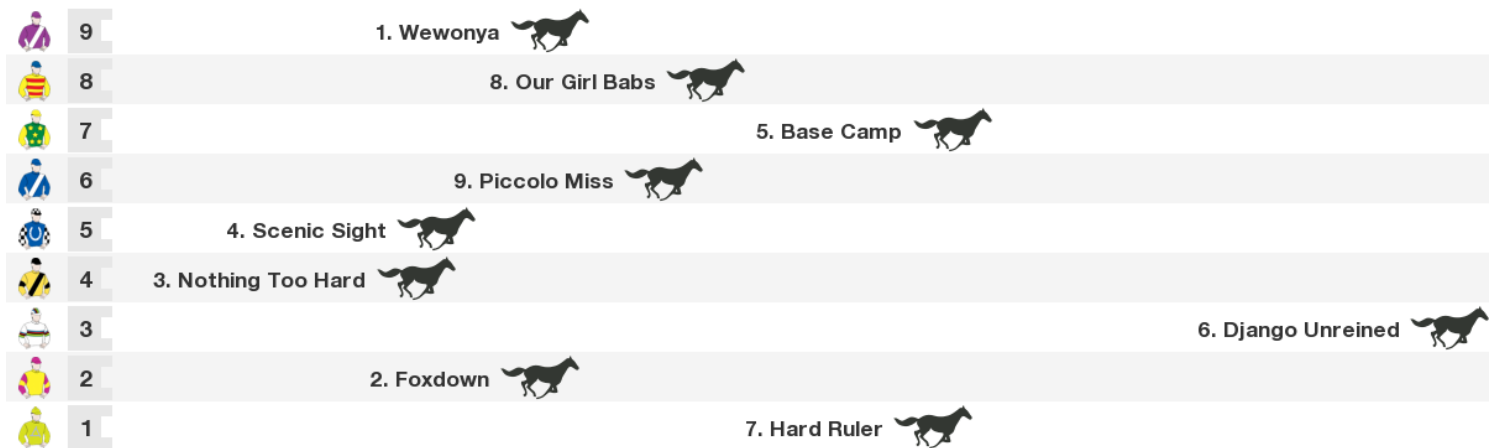 9 1. Wewonya
8 8. Our Girl Babs
7 5. Base Camp
6 9. Piccolo Miss
5 4. Scenic Sight
4 3. Nothing Too Hard
3 6. Django Unreined
2 2. Foxdown
1 7. Hard Ruler